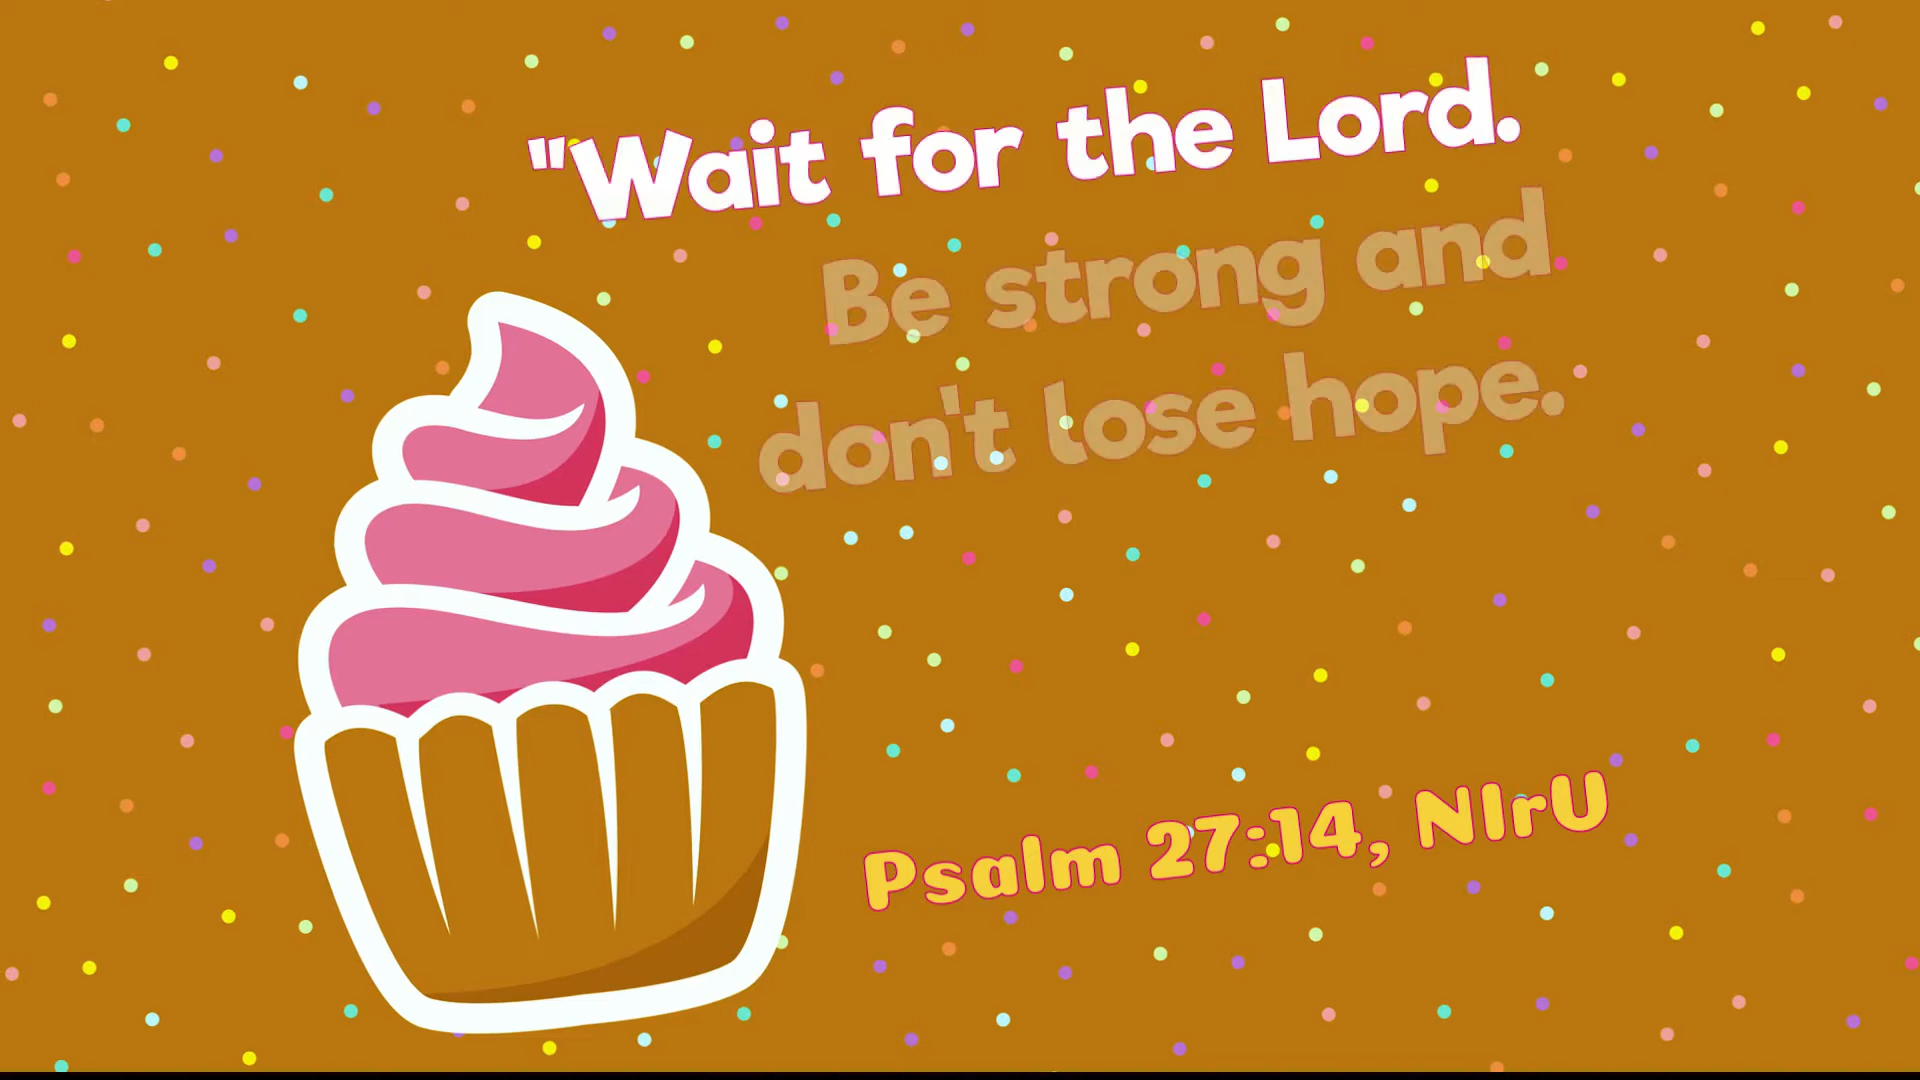 "Wait for the Lord.
Be strong and
don't lose hope.
Psalm 27:14, NIrU